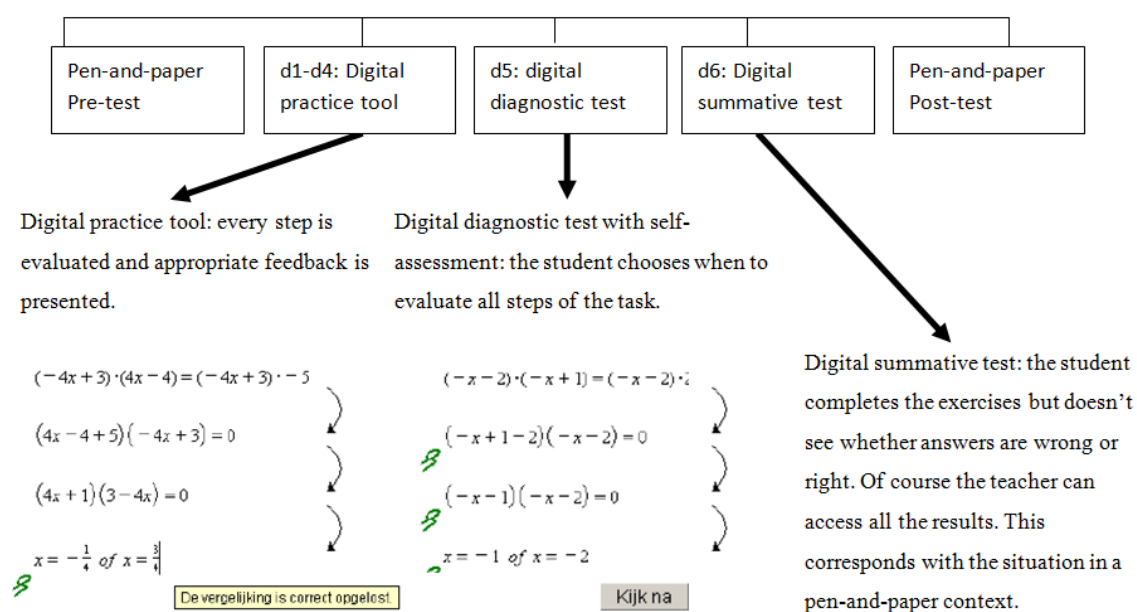 Pen-and-paper
Pre-test
d1-d4: Digital
practice tool
d5: digital
diagnostic test
d6: Digital
summative test
Pen-and-paper
Post-test
Digital practice tool: every step is
evaluated and appropriate feedback is
presented.
Digital diagnostic test with self-
assessment: the student chooses when to
evaluate all steps of the task.
(−4x+3)·(4x−4)=(−4x+3)·−5
(4x−4+5)(−4x+3)=0
(4x+1)(3−4x)=0
x=−1/4 of x=3/4
De vergelijking is correct opgelost.
(−x−2)·(−x+1)=(−x−2)·
(−x+1−2)(−x−2)=0
(−x−1)(−x−2)=0
x=−1 of x=−2
Kijk na
Digital summative test: the student
completes the exercises but doesn't
see whether answers are wrong or
right. Of course the teacher can
access all the results. This
corresponds with the situation in a
pen-and-paper context.